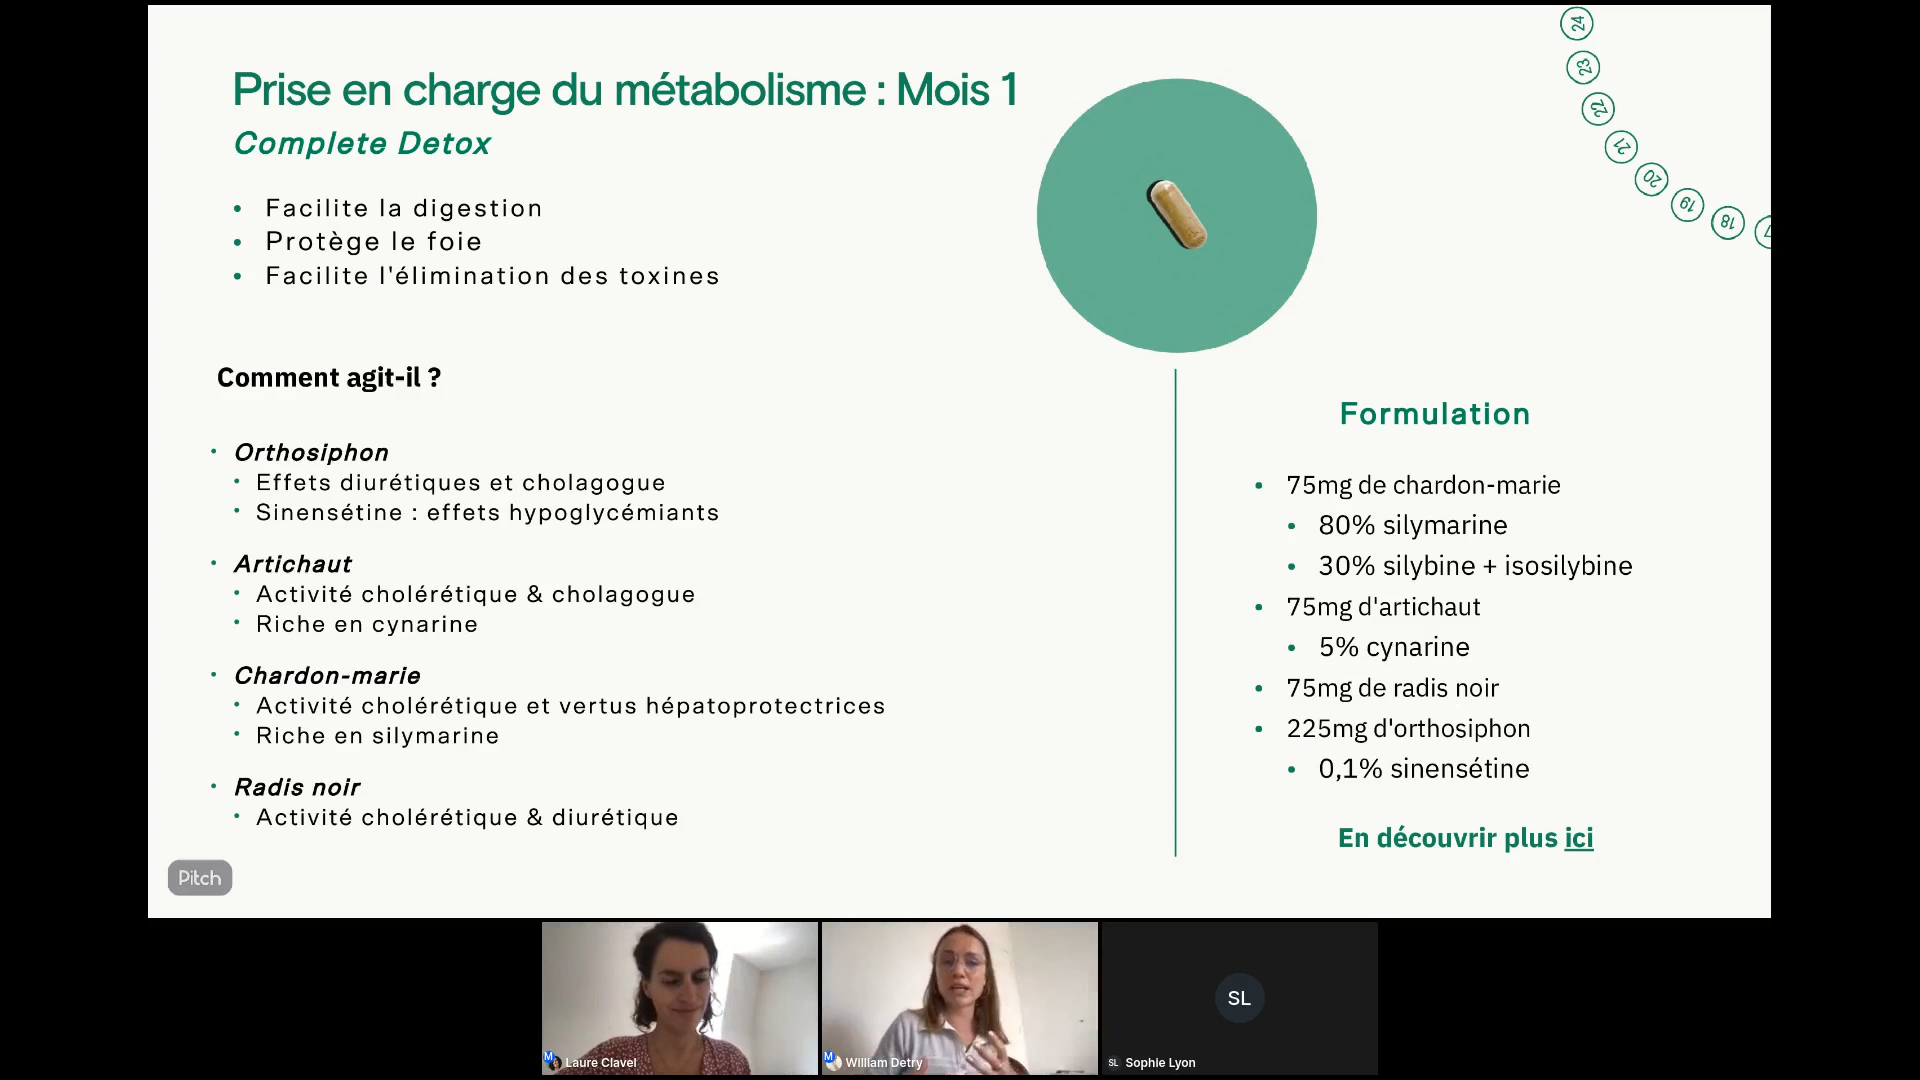 Prise en charge du métabolisme : Mois 1
Complete Detox
• Facilite la digestion
• Protège le foie
• Facilite l'élimination des toxines
Comment agit-il ?
• Orthosiphon
• Effets diurétiques et cholagogue
• Sinensétine : effets hypoglycémiants
• Artichaut
• Activité cholérétique & cholagogue
• Riche en cynarine
• Chardon-marie
• Activité cholérétique et vertus hépatoprotectrices
• Riche en silymarine
• Radis noir
• Activité cholérétique & diurétique
24
23
22
21
20
19
18
Formulation
• 75mg de chardon-marie
• 80% silymarine
• 30% silybine + isosilybine
• 75mg d'artichaut
• 5% cynarine
• 75mg de radis noir
• 225mg d'orthosiphon
• 0,1% sinensétine
En découvrir plus ici
Pitch
M Laure Clavel
M William Detry
SL
SL Sophie Lyon